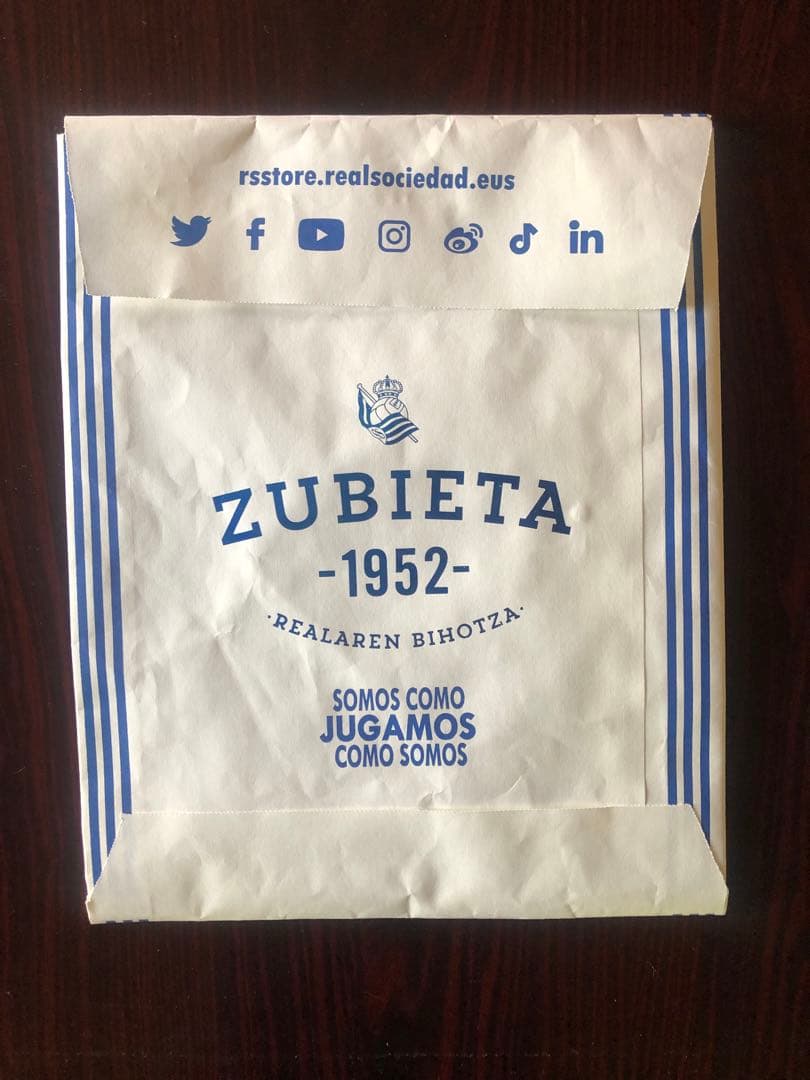 rsstore.realsociedad.eus
ZUBIETA
-1952-
·REALAREN BIHOTZA·
SOMOS COMO
JUGAMOS
COMO SOMOS